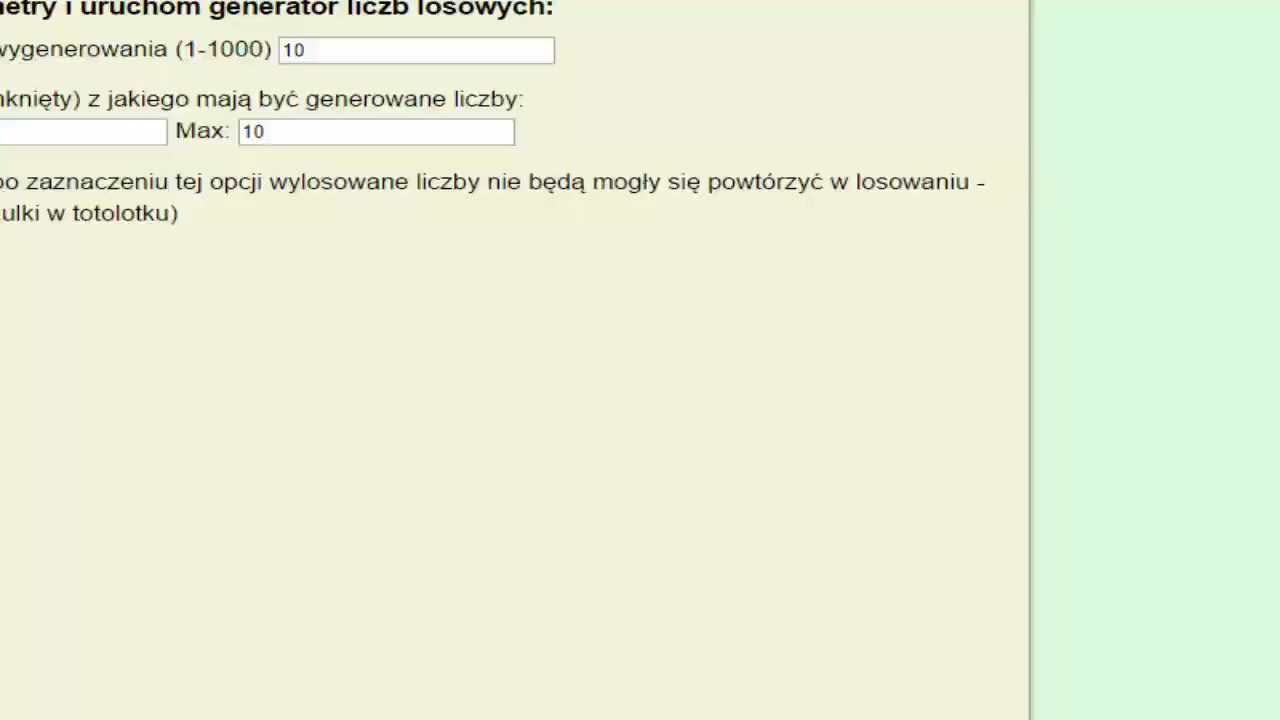 metry i uruchom generator liczb losowych:
wygenerowania (1-1000) 10
knięty) z jakiego mają być generowane liczby:
Max: 10
po zaznaczeniu tej opcji wylosowane liczby nie będą mogły się powtórzyć w losowaniu -
ulki w totolotku)